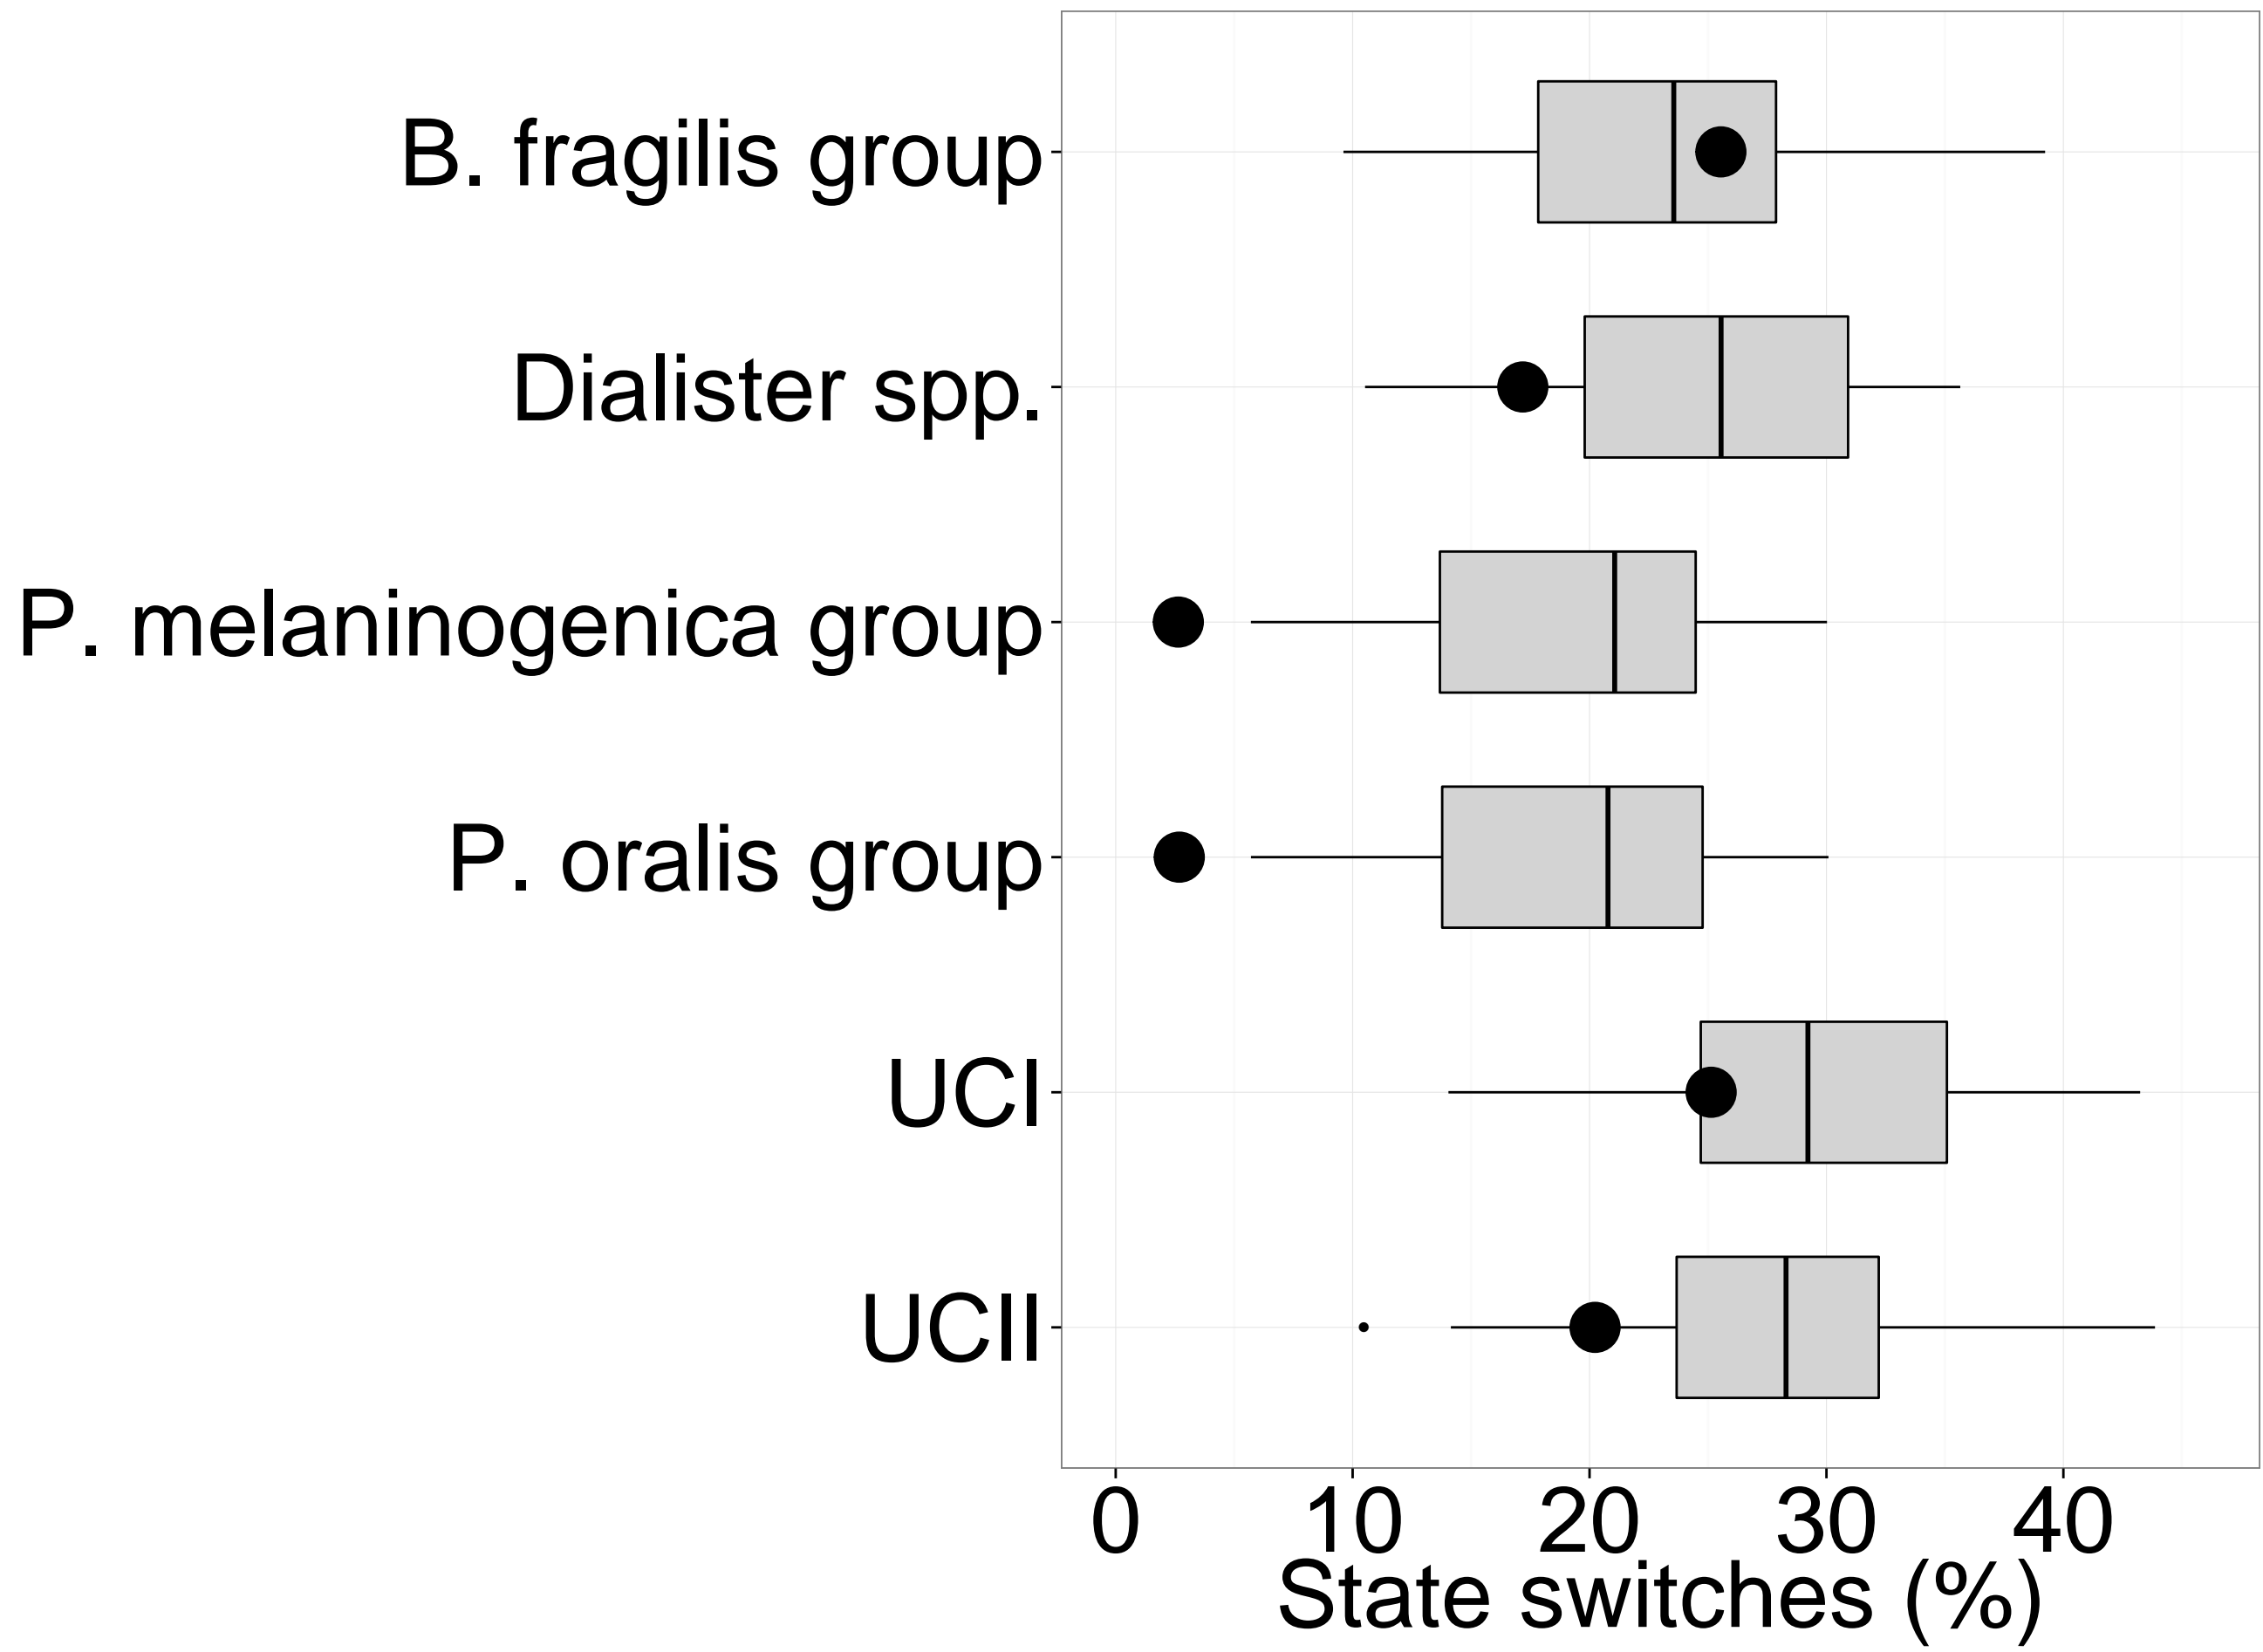 B. fragilis group
Dialister spp.
P. melaninogenica group
P. oralis group
UCI
UCII
0 10 20 30 40
State switches (%)